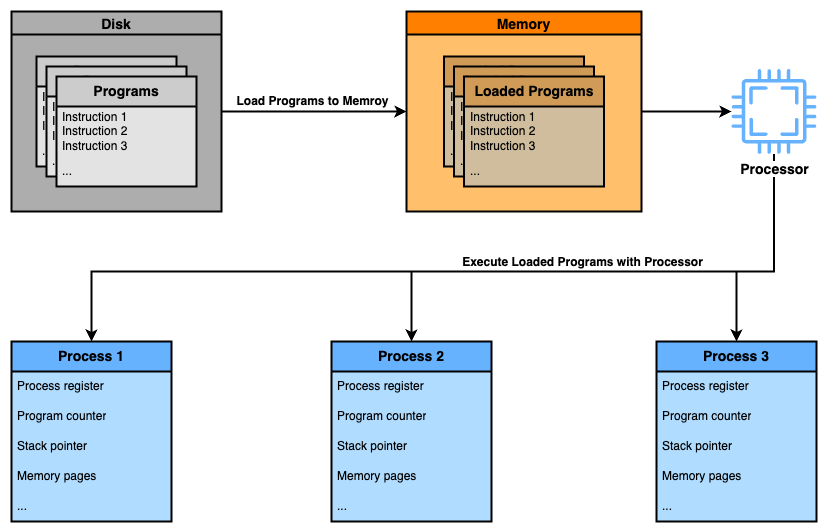 Disk
Memory
Programs
Instruction 1
Instruction 2
Instruction 3
...
Load Programs to Memroy
Loaded Programs
Instruction 1
Instruction 2
Instruction 3
...
Processor
Execute Loaded Programs with Processor
Process 1
Process register
Program counter
Stack pointer
Memory pages
...
Process 2
Process register
Program counter
Stack pointer
Memory pages
...
Process 3
Process register
Program counter
Stack pointer
Memory pages
...